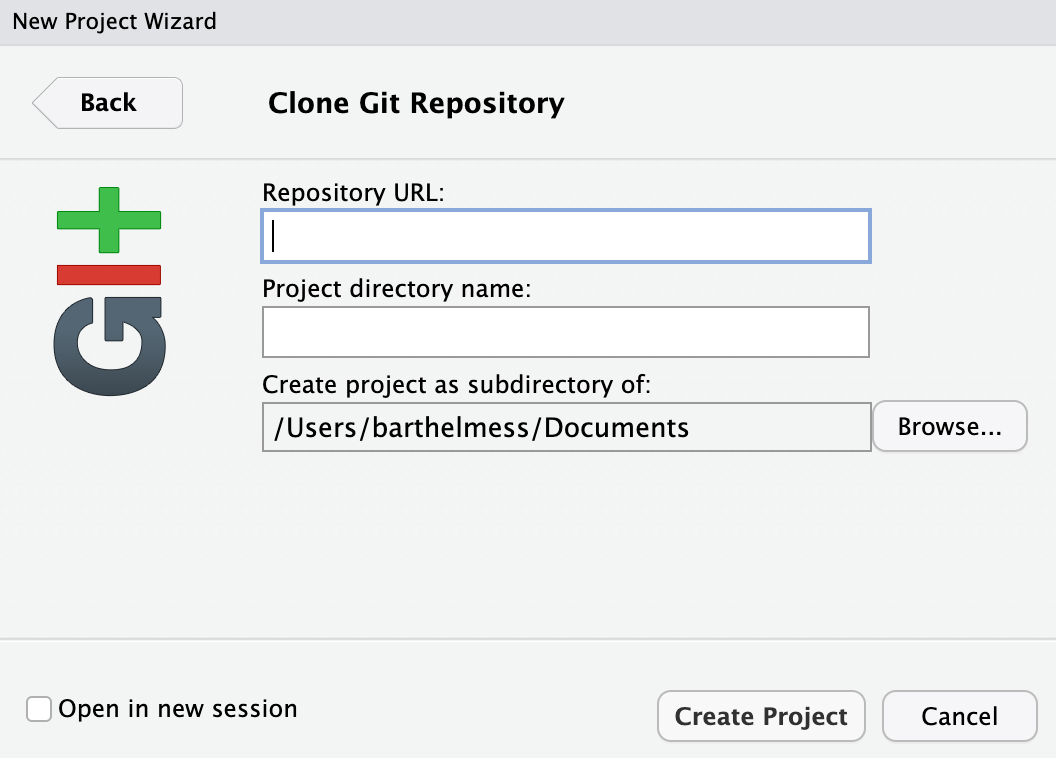 New Project Wizard
Back
Clone Git Repository
GIT
Repository URL:
Project directory name:
Create project as subdirectory of:
/Users/barthelmess/Documents
Browse...
Open in new session
Create Project
Cancel